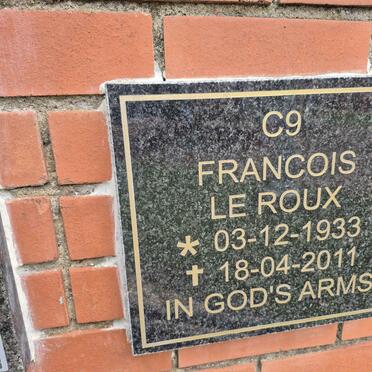 C9
FRANCOIS
LE ROUX
* 03-12-1933
✝ 18-04-2011
IN GOD'S ARMS